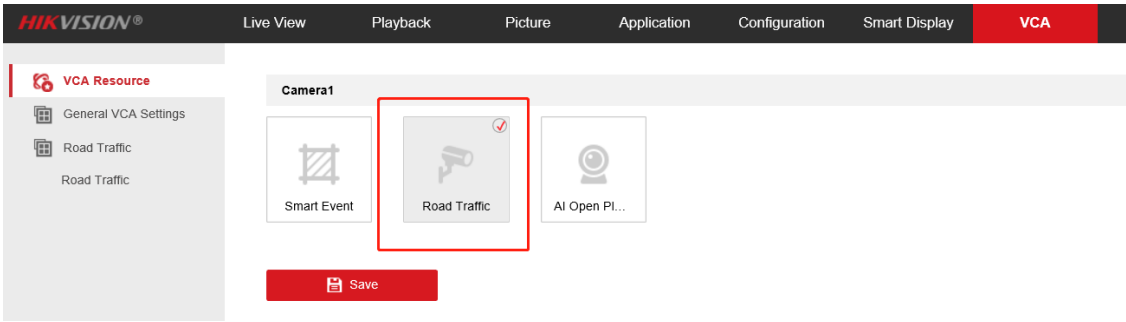 HIKVISION® Live View Playback Picture Application Configuration Smart Display VCA
VCA Resource
General VCA Settings
Road Traffic
Road Traffic
Camera1
Smart Event Road Traffic AI Open Pl...
Save